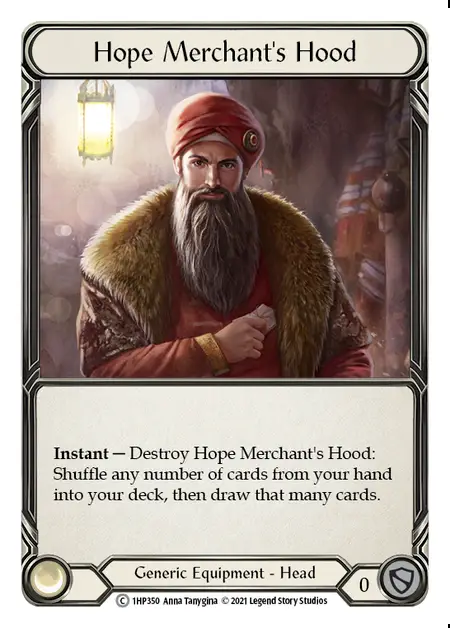 Hope Merchant's Hood
Instant — Destroy Hope Merchant's Hood:
Shuffle any number of cards from your hand
into your deck, then draw that many cards.
Generic Equipment - Head
0
C 1HP350 Anna Tanygina © 2021 Legend Story Studios